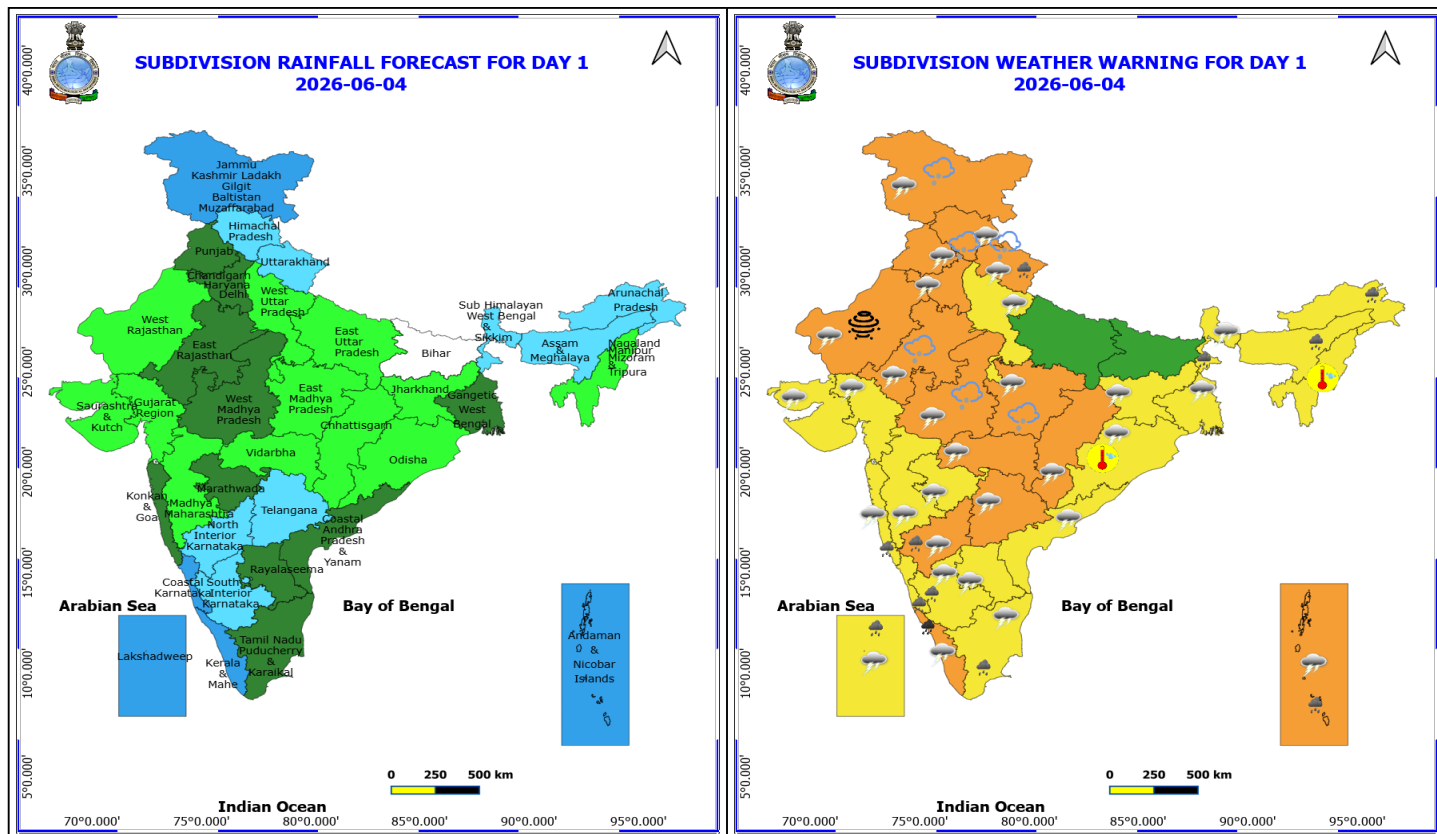 SUBDIVISION RAINFALL FORECAST FOR DAY 1
2026-06-04
40°0.000'
35°0.000'
30°0.000'
25°0.000'
20°0.000'
15°0.000'
10°0.000'
5°0.000'
Jammu
Kashmir Ladakh
Gilgit
Baltistan
Muzaffarabad
Himachal
Pradesh
Punjab
Uttarakhand
Chandigarh
Haryana
Delhi
West
Uttar
Pradesh
West
Rajasthan
East
Rajasthan
East
Uttar
Pradesh
Bihar
Sub Himalayan
West Bengal
&
Sikkim
Arunachal
Pradesh
Assam
&
Meghalaya
Nagaland
Manipur
Mizoram
&
Tripura
Saurashtra
&
Kutch
Gujarat
Region
West
Madhya
Pradesh
East
Madhya
Pradesh
Jharkhand
Gangetic
West
Bengal
Chhattisgarh
Vidarbha
Odisha
Konkan
&
Goa
Marathwada
Madhya
Maharashtra
Telangana
North
Interior
Karnataka
Coastal
Andhra
Pradesh
&
Yanam
Rayalaseema
Coastal
Karnataka
South
Interior
Karnataka
Tamil Nadu
Puducherry
&
Karaikal
Kerala
&
Mahe
Lakshadweep
Andaman
&
Nicobar
Islands
Arabian Sea
Bay of Bengal
0 250 500 km
Indian Ocean
70°0.000' 75°0.000' 80°0.000' 85°0.000' 90°0.000' 95°0.000'
SUBDIVISION WEATHER WARNING FOR DAY 1
2026-06-04
40°0.000'
35°0.000'
30°0.000'
25°0.000'
20°0.000'
15°0.000'
10°0.000'
5°0.000'
Arabian Sea
Bay of Bengal
0 250 500 km
Indian Ocean
70°0.000' 75°0.000' 80°0.000' 85°0.000' 90°0.000' 95°0.000'